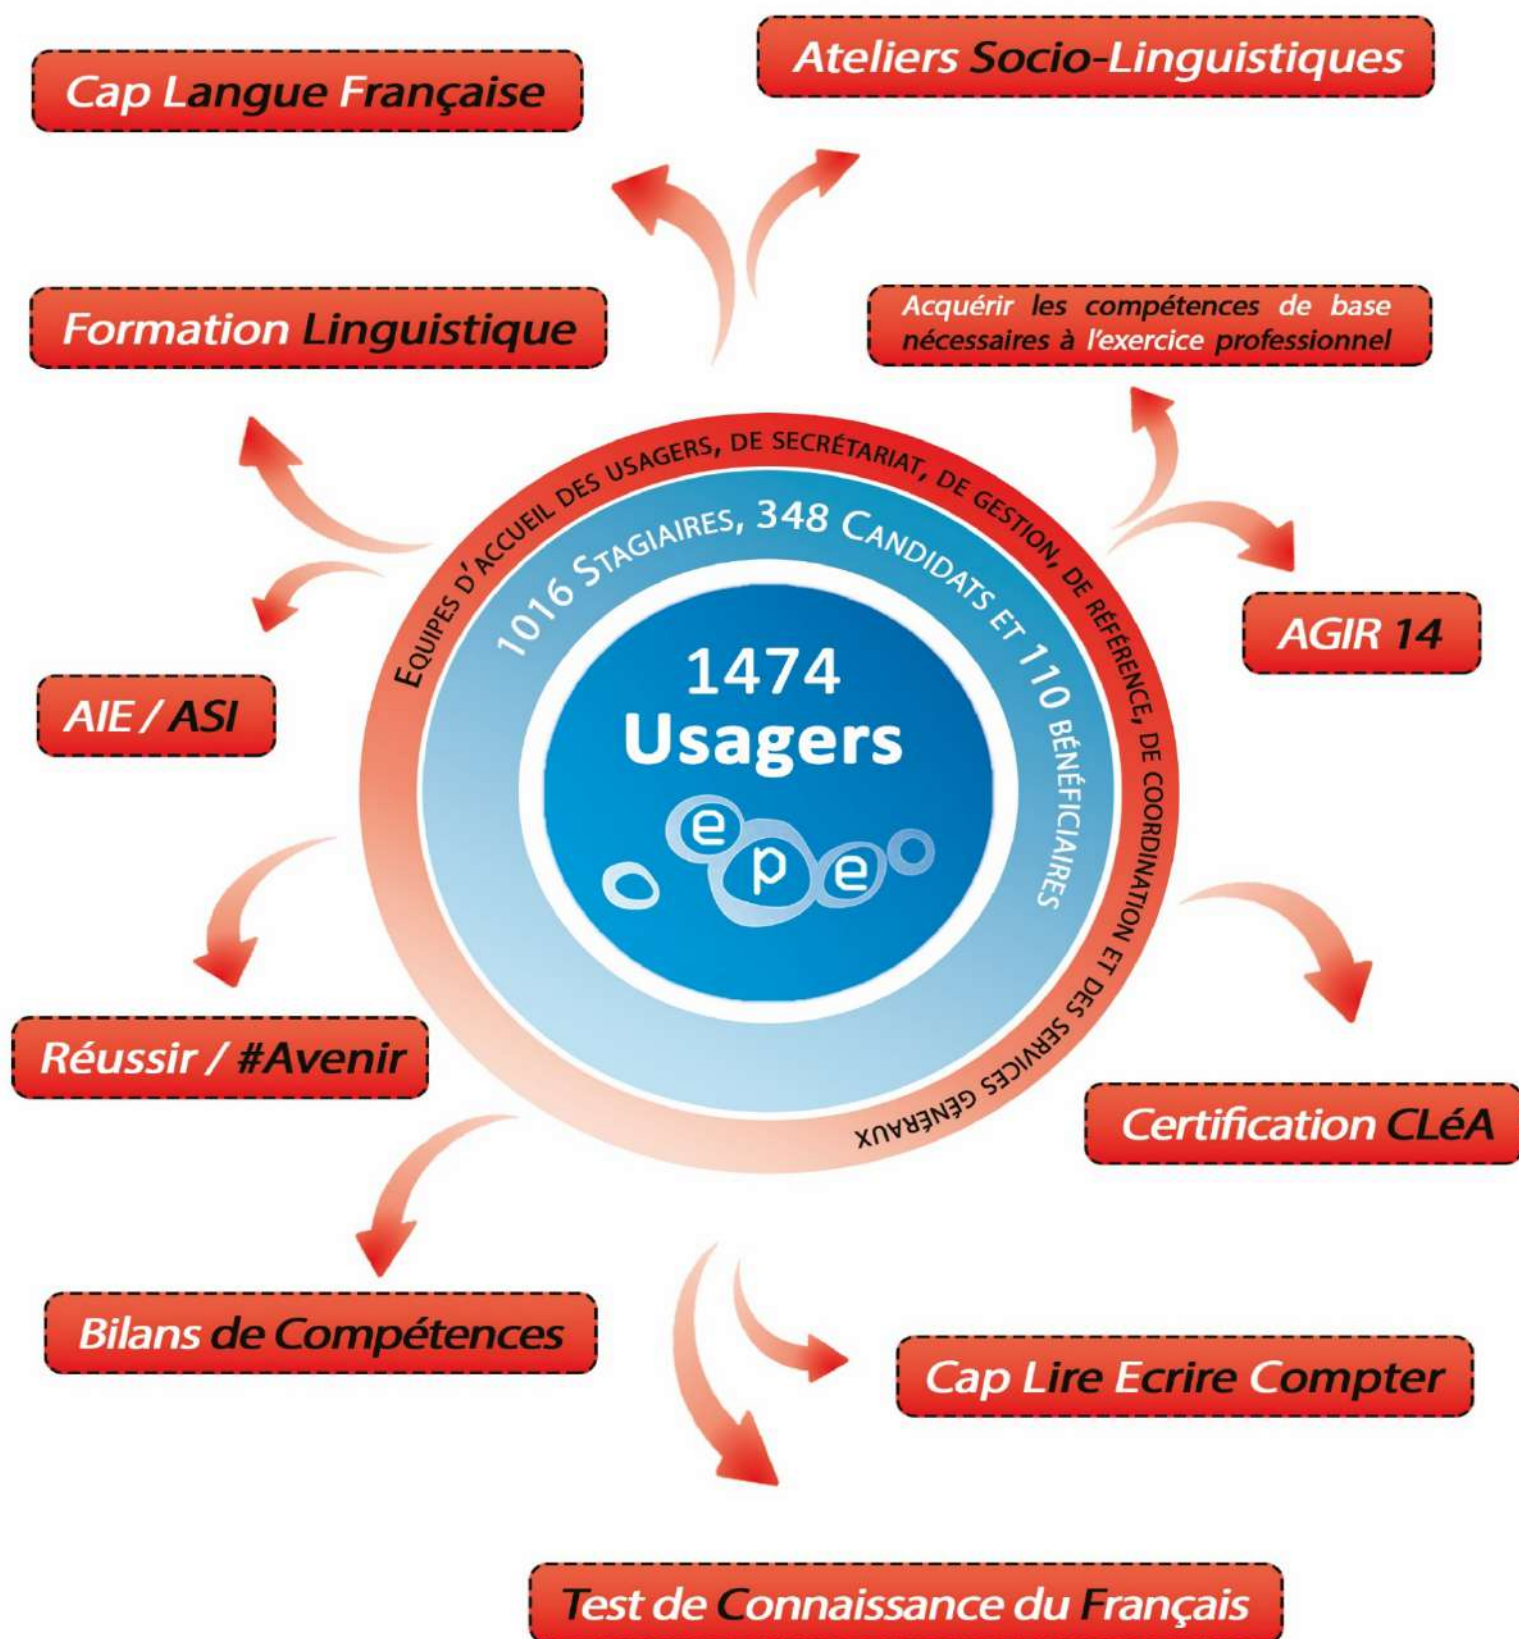 Cap Langue Française
Ateliers Socio-Linguistiques
Formation Linguistique
Acquérir les compétences de base
nécessaires à l'exercice professionnel
EQUIPES D'ACCUEIL DES USAGERS, DE SECRÉTARIAT, DE GESTION, DE RÉFÉRENCE, DE COORDINATION ET DES SERVICES GÉNÉRAUX
1016 STAGIAIRES, 348 CANDIDATS ET 110 BÉNÉFICIAIRES
1474
Usagers
epe
AGIR 14
AIE / ASI
Réussir / #Avenir
Certification CLéA
Bilans de Compétences
Cap Lire Ecrire Compter
Test de Connaissance du Français